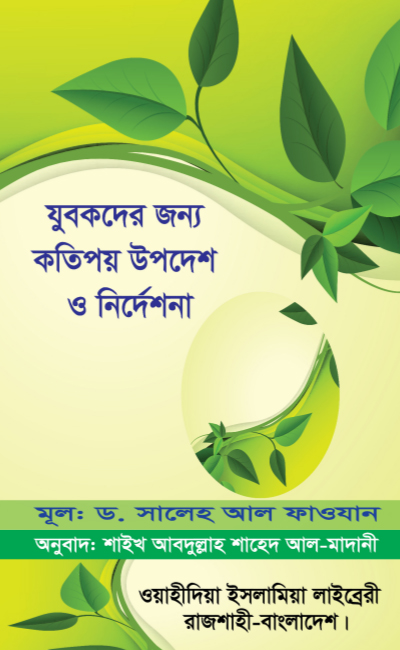 যুবকদের জন্য
কতিপয় উপদেশ
ও নির্দেশনা
মূল: ড. সালেহ আল ফাওযান
অনুবাদ: শাইখ আবদুল্লাহ শাহেদ আল-মাদানী
ওয়াহীদিয়া ইসলামিয়া লাইব্রেরী
রাজশাহী-বাংলাদেশ।